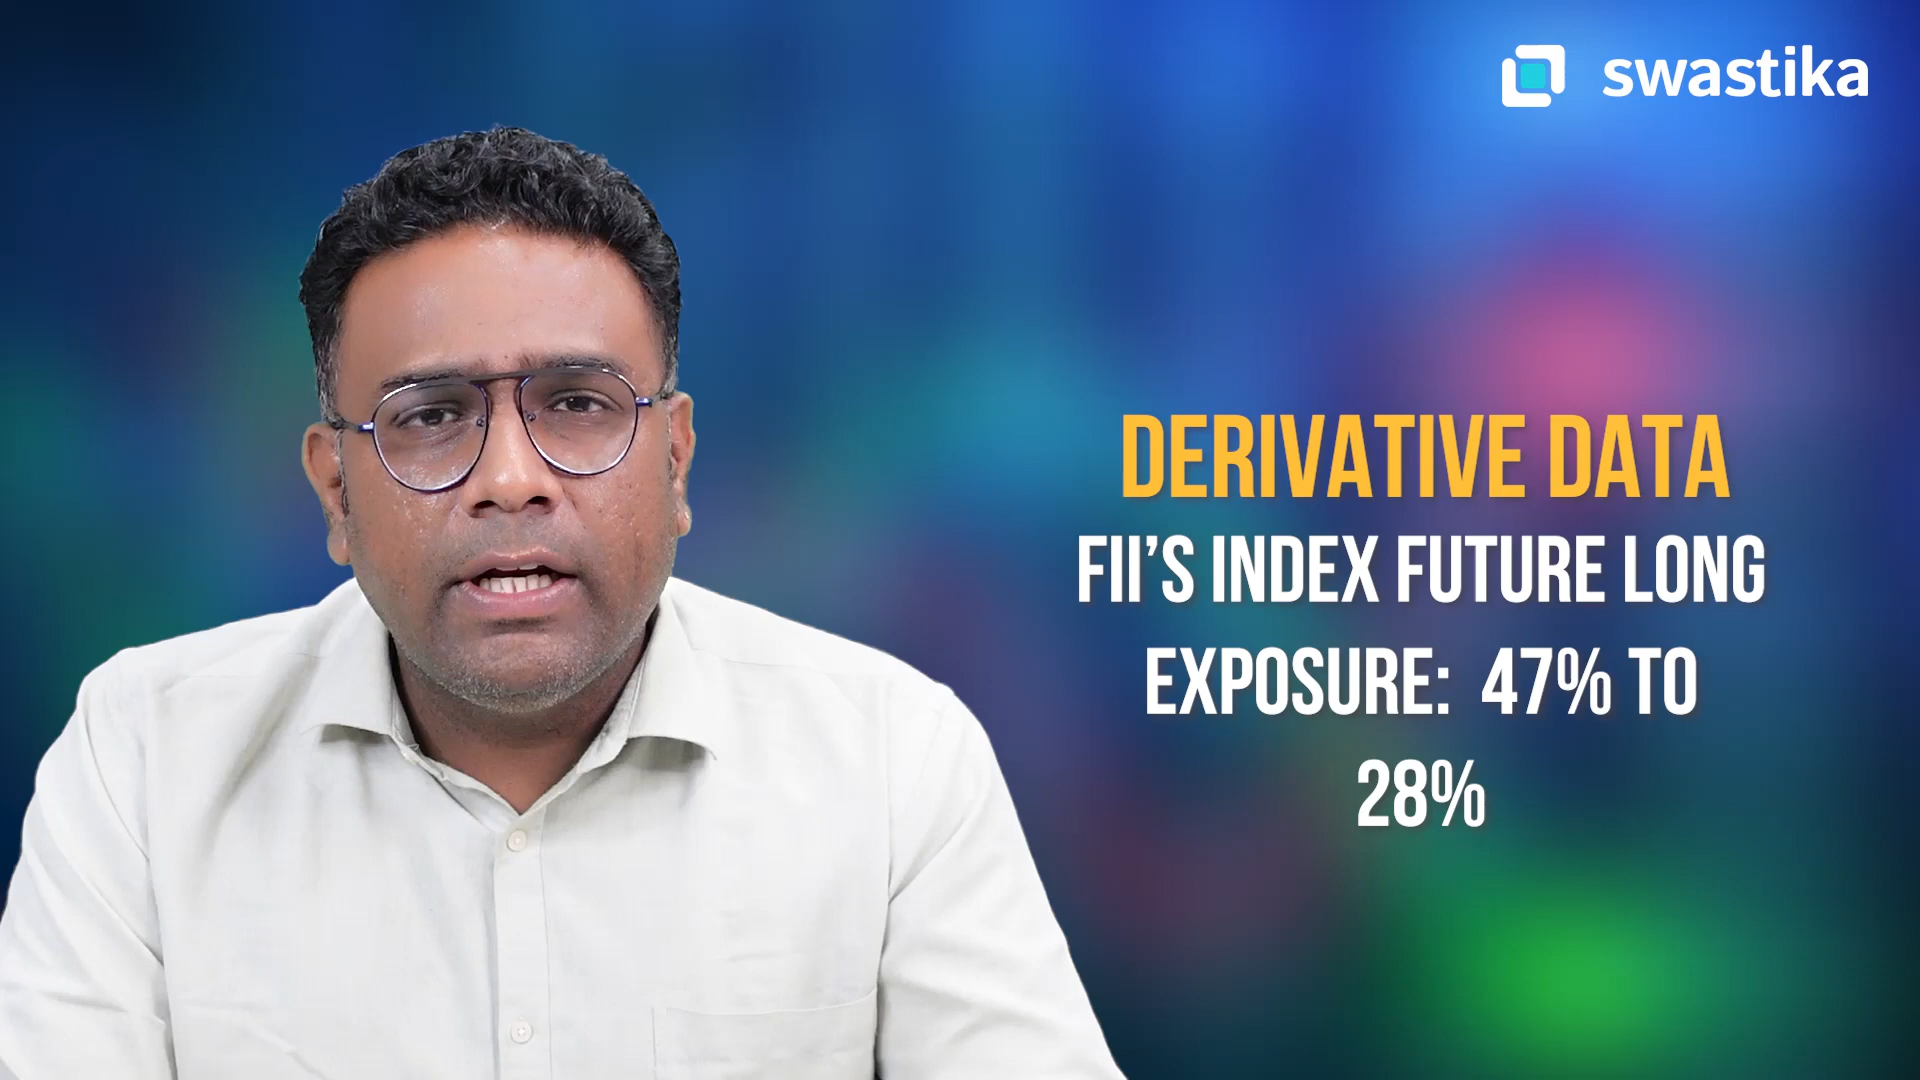 swastika
DERIVATIVE DATA
FII'S INDEX FUTURE LONG
EXPOSURE: 47% TO
28%